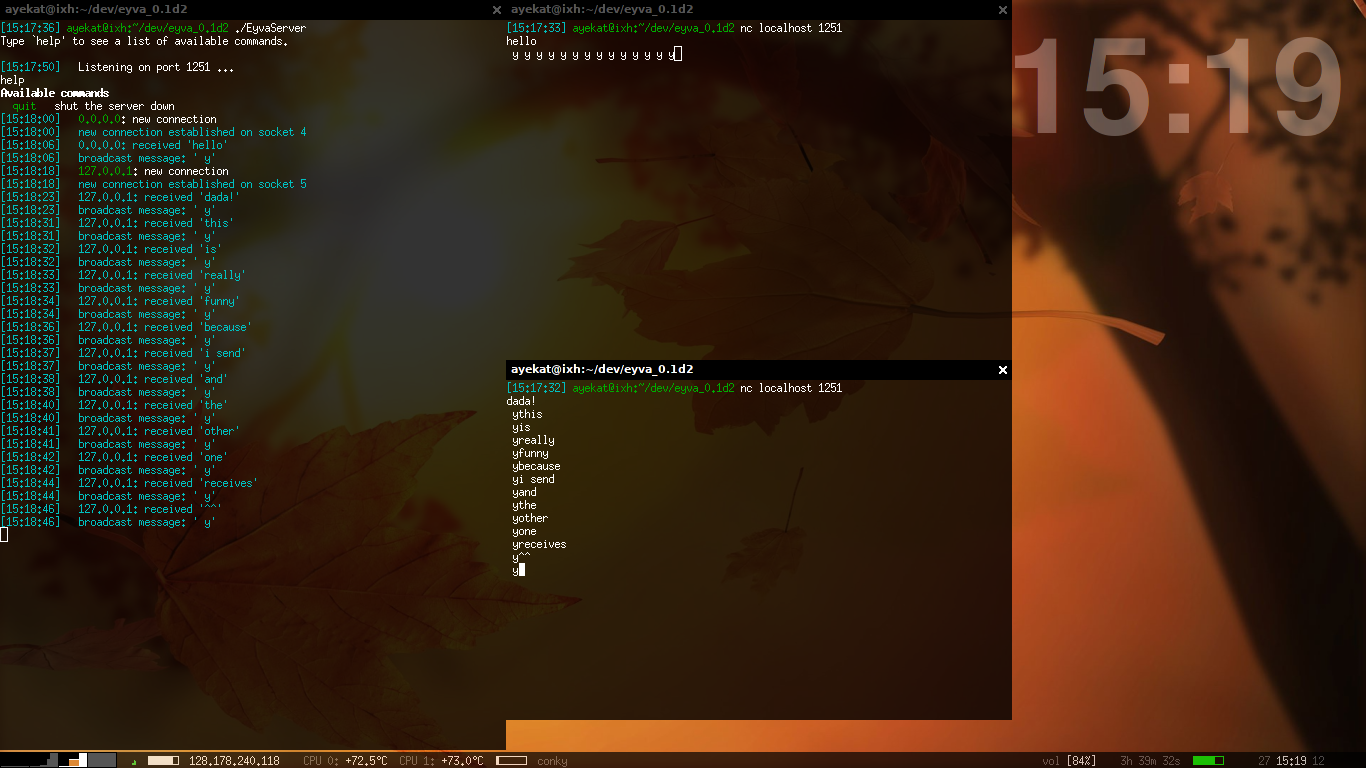 ayekat@ixh:~/dev/eyva_0.1d2
[15:17:36] ayekat@ixh:~/dev/eyva_0.1d2 ./EyvaServer
Type `help' to see a list of available commands.
[15:17:50]   Listening on port 1251 ...
help
Available commands
  quit   shut the server down
[15:18:00]   0.0.0.0: new connection
[15:18:00]   new connection established on socket 4
[15:18:06]   0.0.0.0: received 'hello'
[15:18:06]   broadcast message: ' y'
[15:18:18]   127.0.0.1: new connection
[15:18:18]   new connection established on socket 5
[15:18:23]   127.0.0.1: received 'dada!'
[15:18:23]   broadcast message: ' y'
[15:18:31]   127.0.0.1: received 'this'
[15:18:31]   broadcast message: ' y'
[15:18:32]   127.0.0.1: received 'is'
[15:18:32]   broadcast message: ' y'
[15:18:33]   127.0.0.1: received 'really'
[15:18:33]   broadcast message: ' y'
[15:18:34]   127.0.0.1: received 'funny'
[15:18:34]   broadcast message: ' y'
[15:18:36]   127.0.0.1: received 'because'
[15:18:36]   broadcast message: ' y'
[15:18:37]   127.0.0.1: received 'i send'
[15:18:37]   broadcast message: ' y'
[15:18:38]   127.0.0.1: received 'and'
[15:18:38]   broadcast message: ' y'
[15:18:40]   127.0.0.1: received 'the'
[15:18:40]   broadcast message: ' y'
[15:18:41]   127.0.0.1: received 'other'
[15:18:41]   broadcast message: ' y'
[15:18:42]   127.0.0.1: received 'one'
[15:18:42]   broadcast message: ' y'
[15:18:44]   127.0.0.1: received 'receives'
[15:18:44]   broadcast message: ' y'
[15:18:46]   127.0.0.1: received '^^'
[15:18:46]   broadcast message: ' y'
ayekat@ixh:~/dev/eyva_0.1d2
[15:17:33] ayekat@ixh:~/dev/eyva_0.1d2 nc localhost 1251
hello
 y y y y y y y y y y y y y y
ayekat@ixh:~/dev/eyva_0.1d2
[15:17:32] ayekat@ixh:~/dev/eyva_0.1d2 nc localhost 1251
dada!
 ythis
 yis
 yreally
 yfunny
 ybecause
 yi send
 yand
 ythe
 yother
 yone
 yreceives
 y^^
 y
15:19
128.178.240.118 CPU 0: +72.5°C CPU 1: +73.0°C conky vol [84%] 3h 39m 32s 27 15:19 12